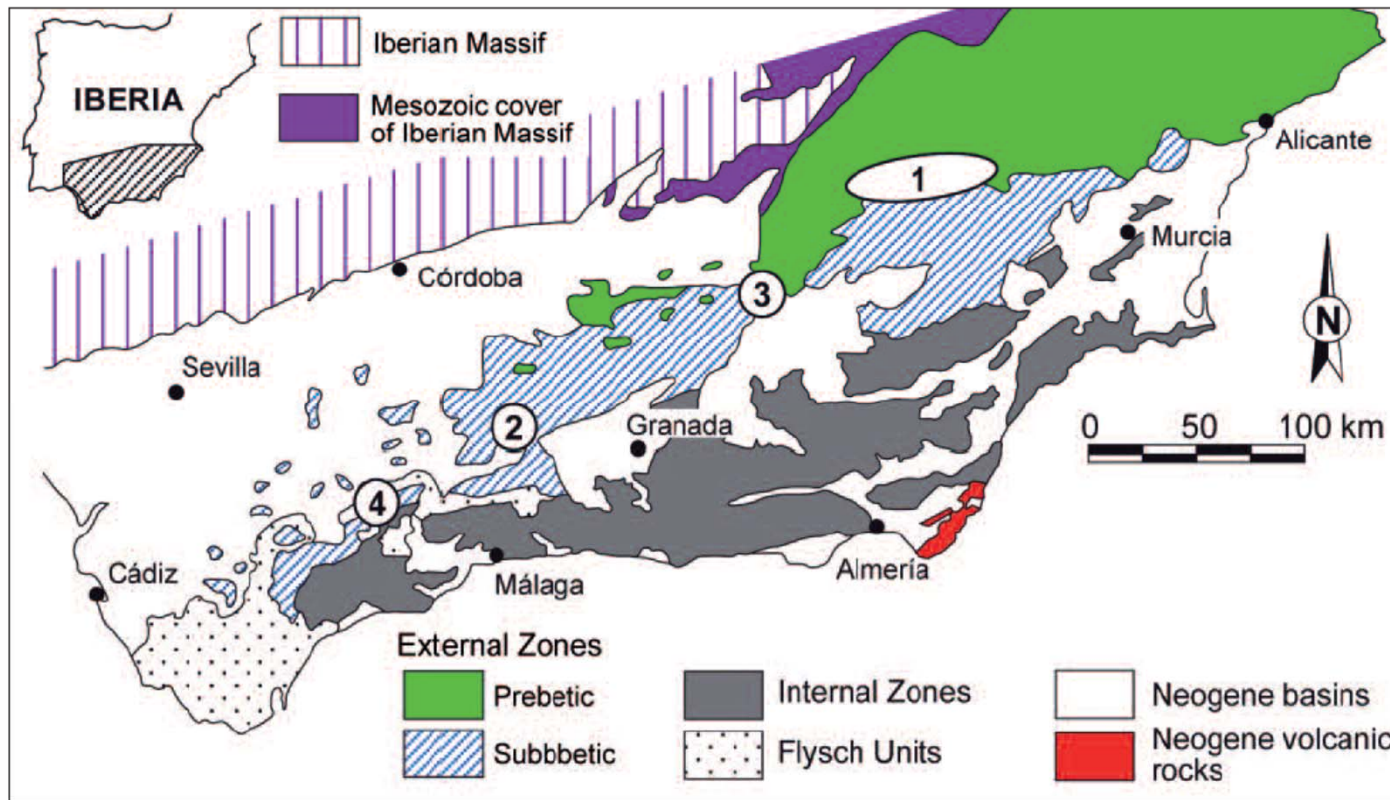 IBERIA
Iberian Massif
Mesozoic cover
of Iberian Massif
Alicante
1
Murcia
Córdoba
3
N
Sevilla
2
Granada
0 50 100 km
4
Cádiz
Málaga
Almería
External Zones
Prebetic
Subbbetic
Internal Zones
Flysch Units
Neogene basins
Neogene volcanic
rocks